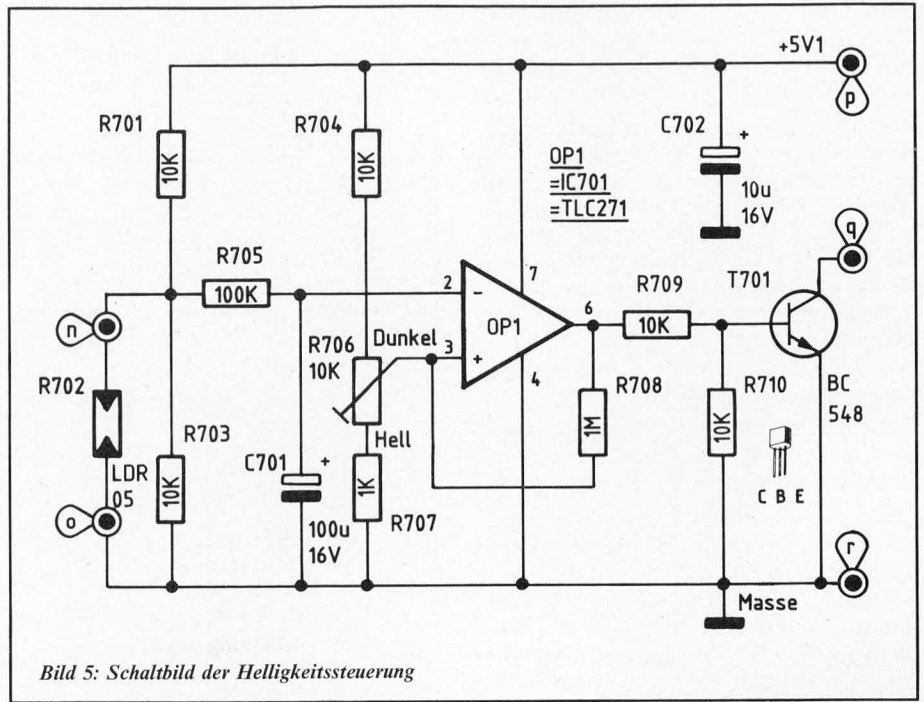 +5V1
p
R701
10K
R704
10K
C702
+
10u
16V
OP1
=IC701
=TLC271
q
R705
100K
2
-
7
OP1
6
R709
10K
T701
n
Dunkel
3
+
4
R706
10K
R702
LDR
05
R708
1M
R710
10K
BC
548
Hell
R703
10K
C701
+
100u
16V
1K
R707
C B E
o
r
Masse
Bild 5: Schaltbild der Helligkeitssteuerung